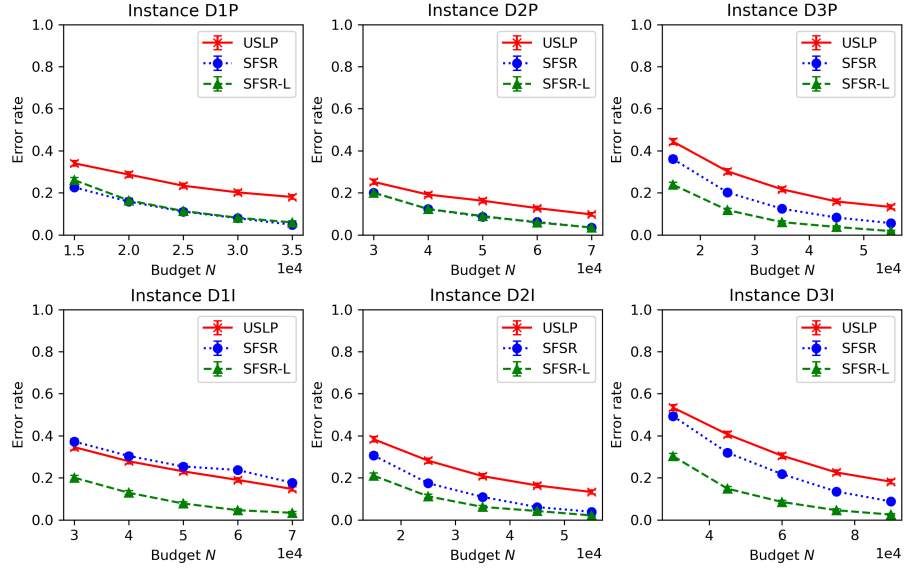 Instance D1P
Instance D2P
Instance D3P
1.0
0.8
0.6
0.4
0.2
0.0
Error rate
USLP
SFSR
SFSR-L
1.5 2.0 2.5 3.0 3.5
Budget N
1e4
1.0
0.8
0.6
0.4
0.2
0.0
Error rate
USLP
SFSR
SFSR-L
3 4 5 6 7
Budget N
1e4
1.0
0.8
0.6
0.4
0.2
0.0
Error rate
USLP
SFSR
SFSR-L
2 3 4 5
Budget N
1e4
Instance D1I
Instance D2I
Instance D3I
1.0
0.8
0.6
0.4
0.2
0.0
Error rate
USLP
SFSR
SFSR-L
3 4 5 6 7
Budget N
1e4
1.0
0.8
0.6
0.4
0.2
0.0
Error rate
USLP
SFSR
SFSR-L
2 3 4 5
Budget N
1e4
1.0
0.8
0.6
0.4
0.2
0.0
Error rate
USLP
SFSR
SFSR-L
4 6 8
Budget N
1e4